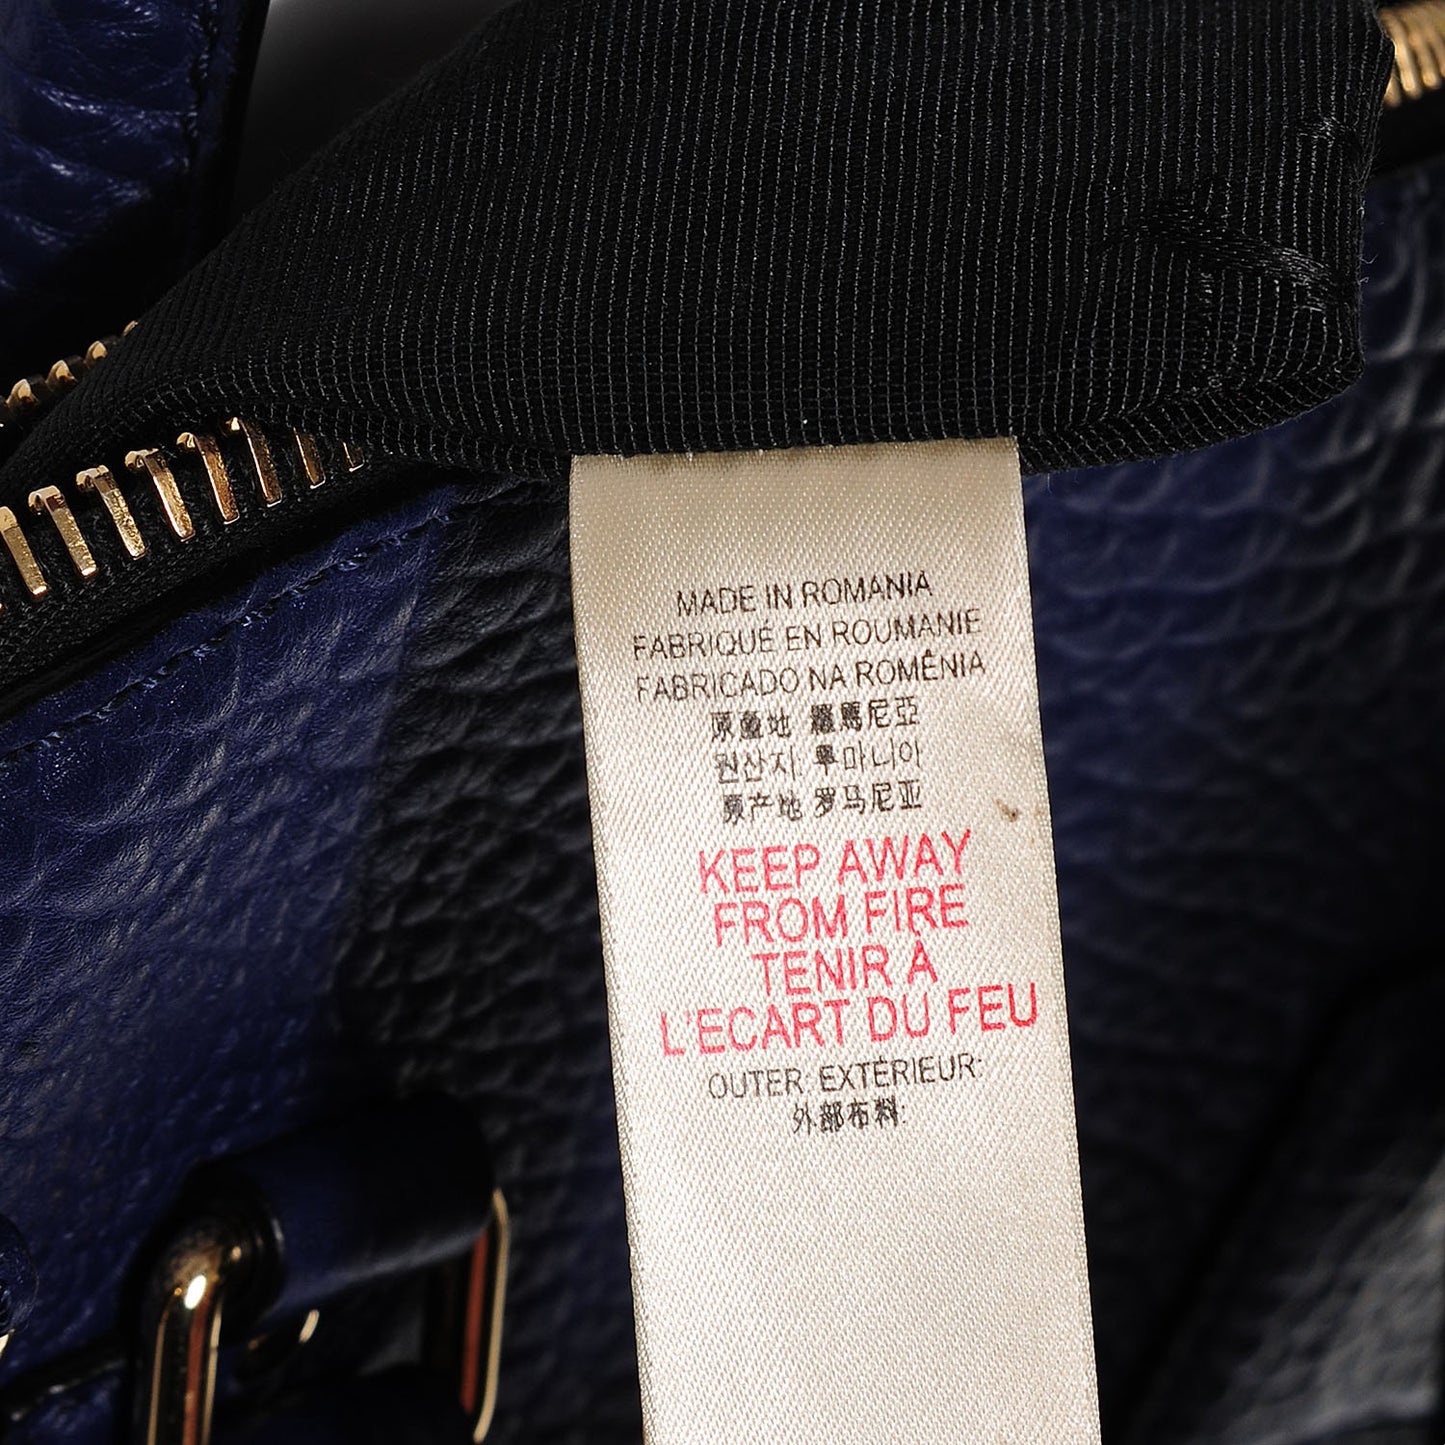 MADE IN ROMANIA
FABRIQUÉ EN ROUMANIE
FABRICADO NA ROMÊNIA
原產地 羅馬尼亞
원산지: 루마니아
原产地 罗马尼亚
KEEP AWAY
FROM FIRE
TENIR À
L'ECART DU FEU
OUTER: EXTÉRIEUR:
外部布料: